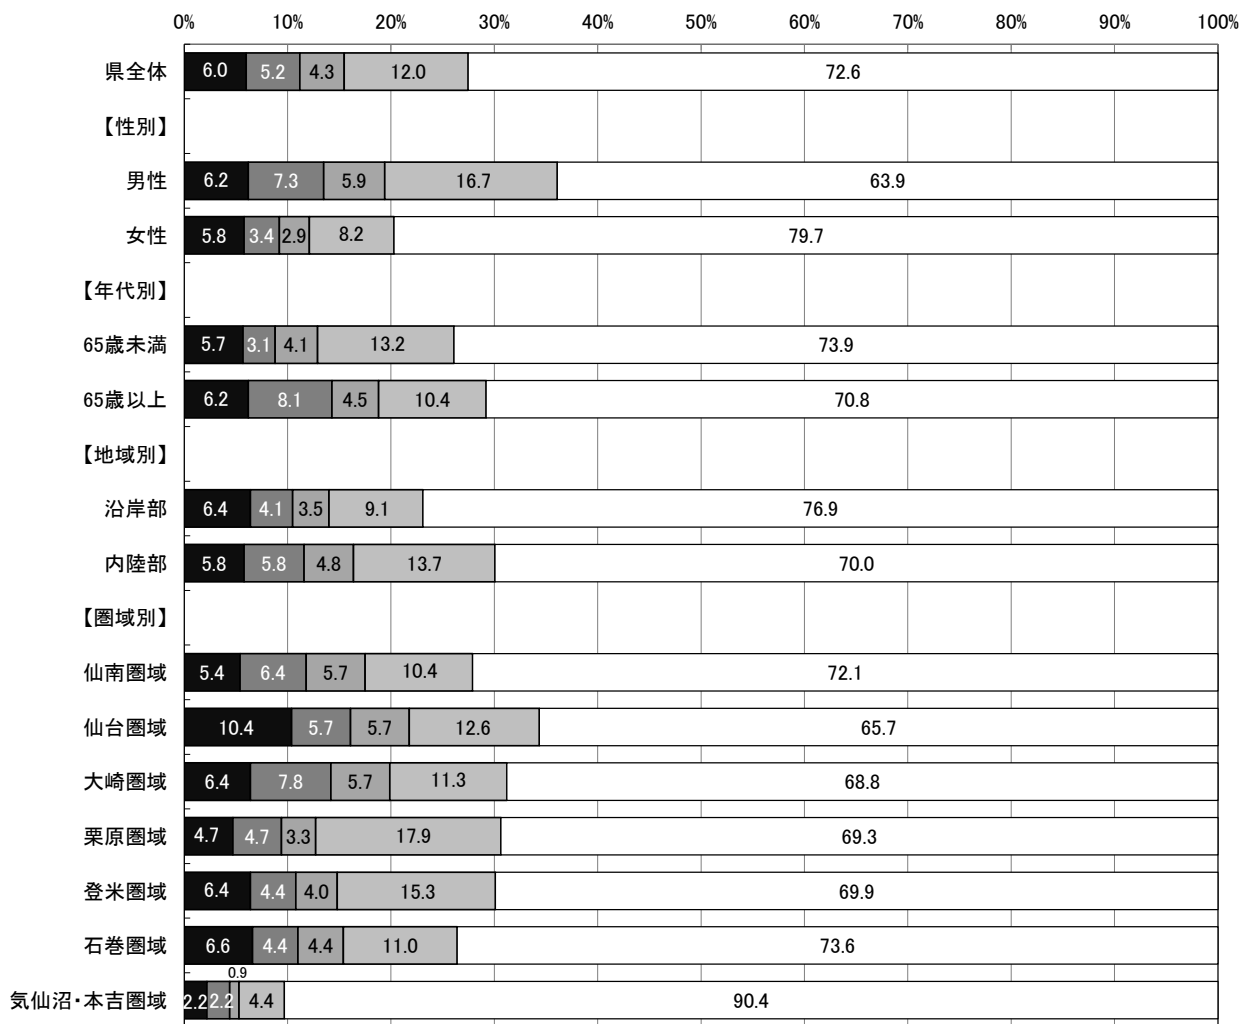 0% 10% 20% 30% 40% 50% 60% 70% 80% 90% 100%
県全体 6.0 5.2 4.3 12.0 72.6
【性別】
男性 6.2 7.3 5.9 16.7 63.9
女性 5.8 3.4 2.9 8.2 79.7
【年代別】
65歳未満 5.7 3.1 4.1 13.2 73.9
65歳以上 6.2 8.1 4.5 10.4 70.8
【地域別】
沿岸部 6.4 4.1 3.5 9.1 76.9
内陸部 5.8 5.8 4.8 13.7 70.0
【圏域別】
仙南圏域 5.4 6.4 5.7 10.4 72.1
仙台圏域 10.4 5.7 5.7 12.6 65.7
大崎圏域 6.4 7.8 5.7 11.3 68.8
栗原圏域 4.7 4.7 3.3 17.9 69.3
登米圏域 6.4 4.4 4.0 15.3 69.9
石巻圏域 6.6 4.4 4.4 11.0 73.6
気仙沼・本吉圏域 2.2 2.2 0.9 4.4 90.4